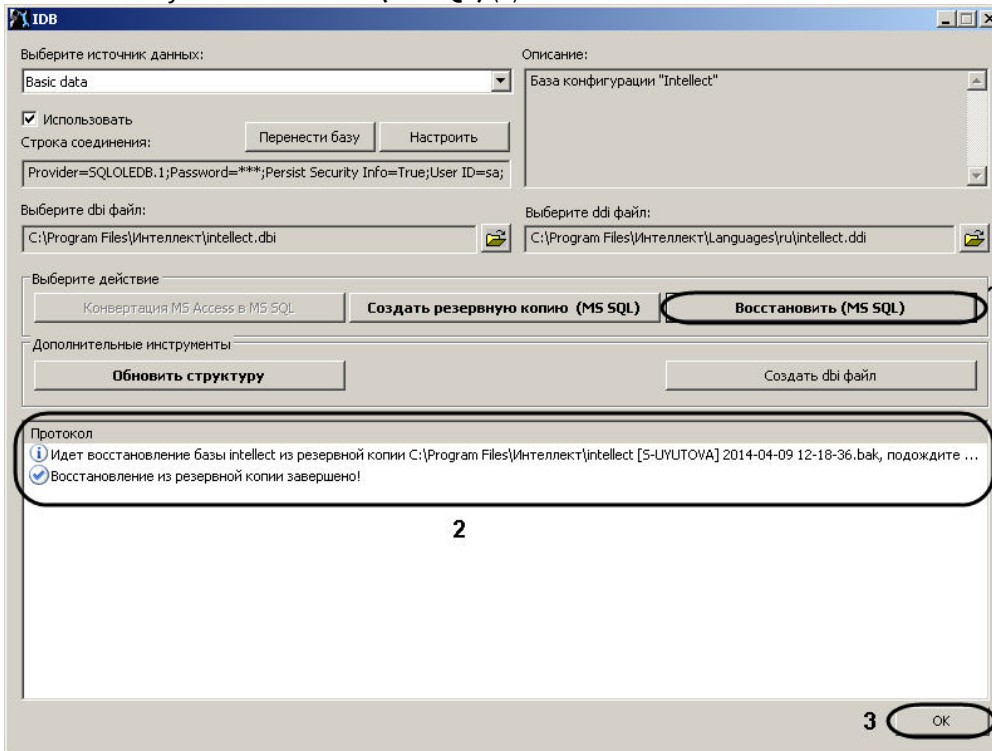 IDB
Выберите источник данных:
Описание:
Basic data
База конфигурации "Intellect"
Использовать
Строка соединения:
Перенести базу
Настроить
Provider=SQLOLEDB.1;Password=***;Persist Security Info=True;User ID=sa;
Выберите dbi файл:
Выберите ddi файл:
C:\Program Files\Интеллект\intellect.dbi
C:\Program Files\Интеллект\Languages\ru\intellect.ddi
Выберите действие
Конвертация MS Access в MS SQL
Создать резервную копию (MS SQL)
Восстановить (MS SQL)
Дополнительные инструменты
Обновить структуру
Создать dbi файл
Протокол
Идет восстановление базы intellect из резервной копии C:\Program Files\Интеллект\intellect [S-UYUTOVA] 2014-04-09 12-18-36.bak, подождите ...
Восстановление из резервной копии завершено!
2
3
OK